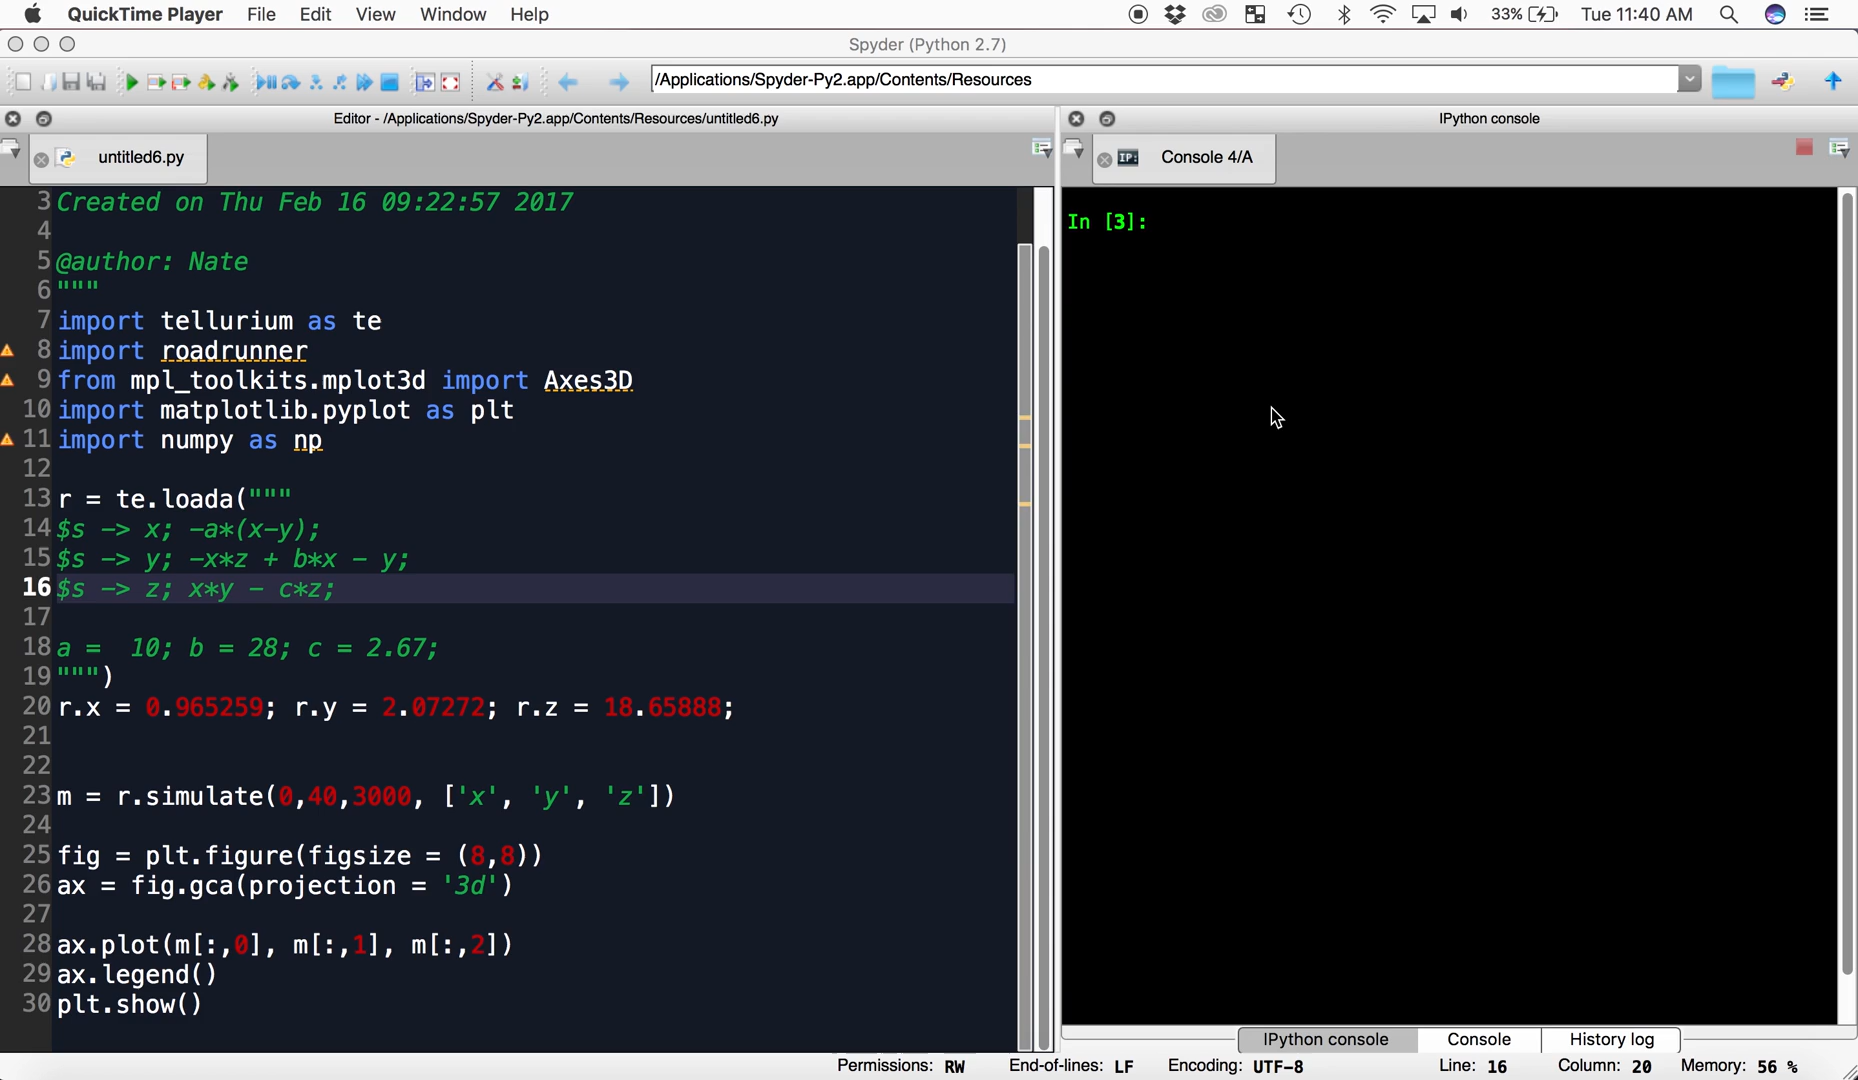 QuickTime Player File Edit View Window Help 33% Tue 11:40 AM
Spyder (Python 2.7)
/Applications/Spyder-Py2.app/Contents/Resources
Editor - /Applications/Spyder-Py2.app/Contents/Resources/untitled6.py
IPython console
untitled6.py
IP: Console 4/A
3 Created on Thu Feb 16 09:22:57 2017
4
5 @author: Nate
6 """
7 import tellurium as te
8 import roadrunner
9 from mpl_toolkits.mplot3d import Axes3D
10 import matplotlib.pyplot as plt
11 import numpy as np
12
13 r = te.loada("""
14 $s -> x; -a*(x-y);
15 $s -> y; -x*z + b*x - y;
16 $s -> z; x*y - c*z;
17
18 a =  10; b = 28; c = 2.67;
19 """)
20 r.x = 0.965259; r.y = 2.07272; r.z = 18.65888;
21
22
23 m = r.simulate(0,40,3000, ['x', 'y', 'z'])
24
25 fig = plt.figure(figsize = (8,8))
26 ax = fig.gca(projection = '3d')
27
28 ax.plot(m[:,0], m[:,1], m[:,2])
29 ax.legend()
30 plt.show()
In [3]:
IPython console Console History log
Permissions: RW End-of-lines: LF Encoding: UTF-8 Line: 16 Column: 20 Memory: 56 %